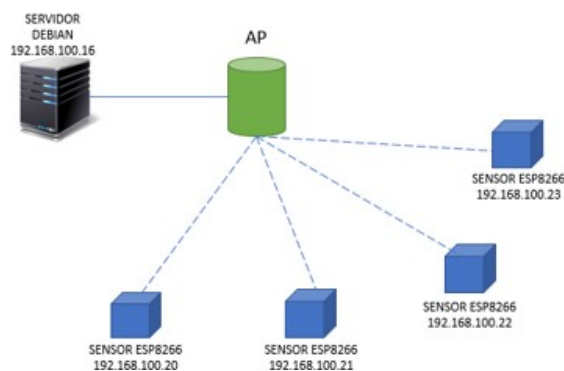 SERVIDOR
DEBIAN
192.168.100.16
AP
SENSOR ESP8266
192.168.100.23
SENSOR ESP8266
192.168.100.22
SENSOR ESP8266
192.168.100.20
SENSOR ESP8266
192.168.100.21